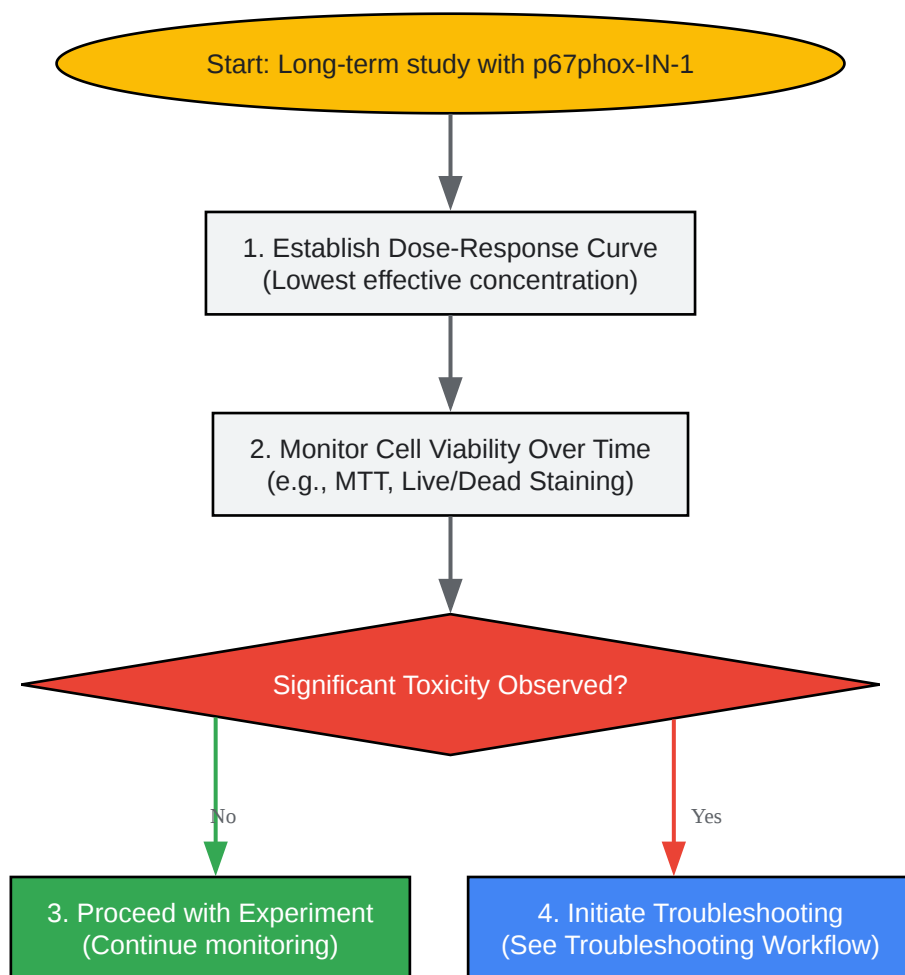 Start: Long-term study with p67phox-IN-1
1. Establish Dose-Response Curve
(Lowest effective concentration)
2. Monitor Cell Viability Over Time
(e.g., MTT, Live/Dead Staining)
Significant Toxicity Observed?
No
Yes
3. Proceed with Experiment
(Continue monitoring)
4. Initiate Troubleshooting
(See Troubleshooting Workflow)